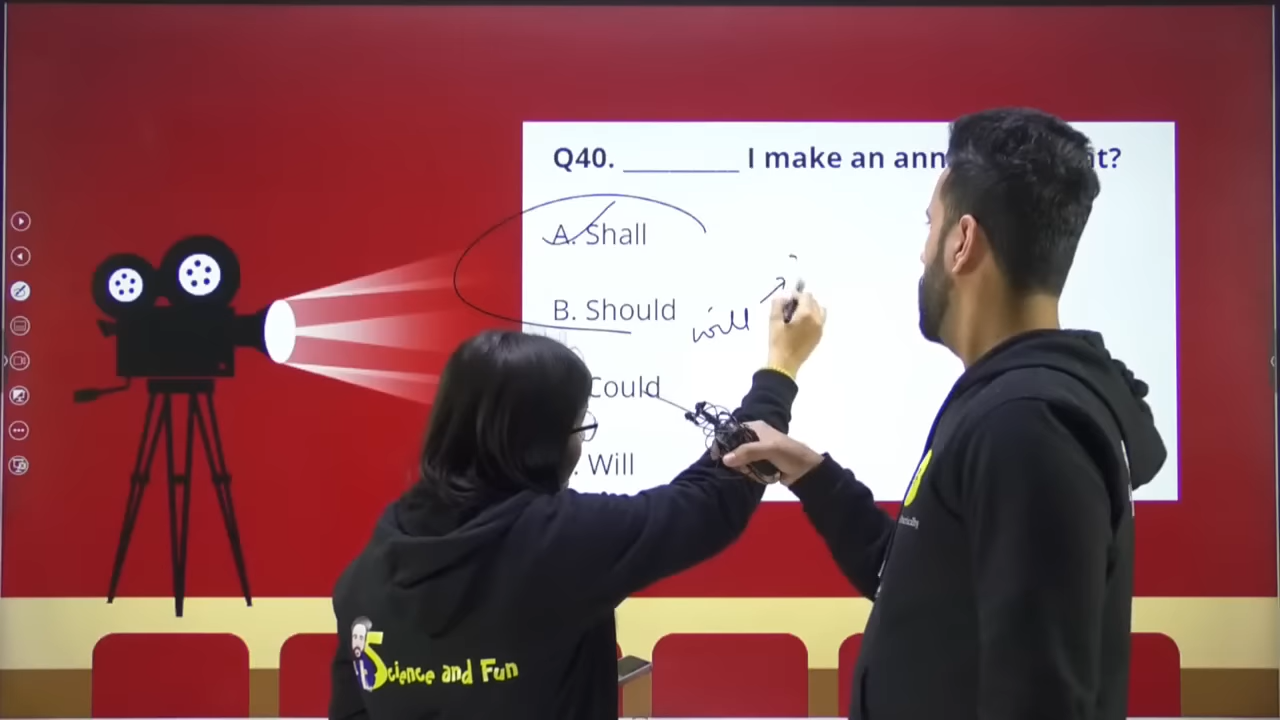 Q40. ________ I make an ann t?
A. Shall
B. Should
will
Could
. Will
Science and Fun